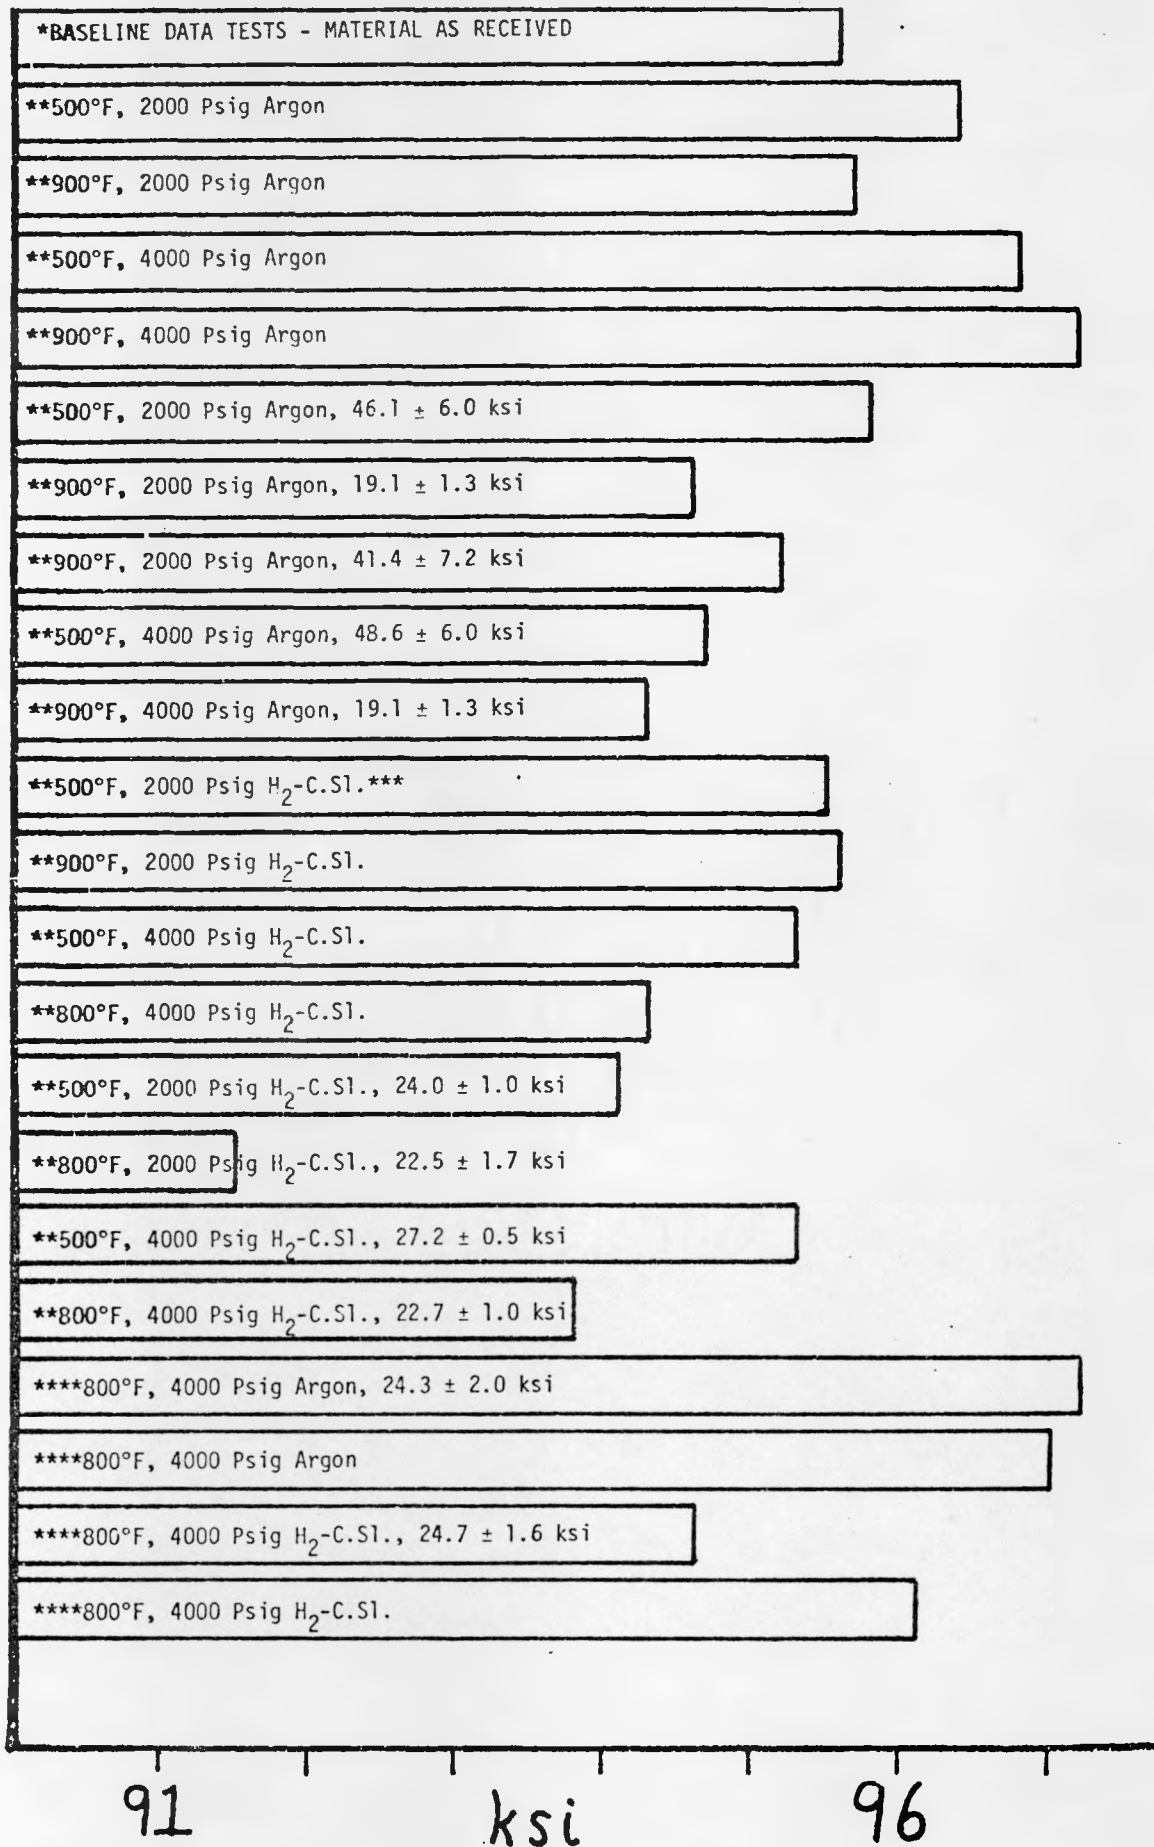 *BASELINE DATA TESTS - MATERIAL AS RECEIVED
**500°F, 2000 Psig Argon
**900°F, 2000 Psig Argon
**500°F, 4000 Psig Argon
**900°F, 4000 Psig Argon
**500°F, 2000 Psig Argon, 46.1 ± 6.0 ksi
**900°F, 2000 Psig Argon, 19.1 ± 1.3 ksi
**900°F, 2000 Psig Argon, 41.4 ± 7.2 ksi
**500°F, 4000 Psig Argon, 48.6 ± 6.0 ksi
**900°F, 4000 Psig Argon, 19.1 ± 1.3 ksi
**500°F, 2000 Psig H₂-C.Sl.***
**900°F, 2000 Psig H₂-C.Sl.
**500°F, 4000 Psig H₂-C.Sl.
**800°F, 4000 Psig H₂-C.Sl.
**500°F, 2000 Psig H₂-C.Sl., 24.0 ± 1.0 ksi
**800°F, 2000 Psig H₂-C.Sl., 22.5 ± 1.7 ksi
**500°F, 4000 Psig H₂-C.Sl., 27.2 ± 0.5 ksi
**800°F, 4000 Psig H₂-C.Sl., 22.7 ± 1.0 ksi
****800°F, 4000 Psig Argon, 24.3 ± 2.0 ksi
****800°F, 4000 Psig Argon
****800°F, 4000 Psig H₂-C.Sl., 24.7 ± 1.6 ksi
****800°F, 4000 Psig H₂-C.Sl.
91 ksi 96